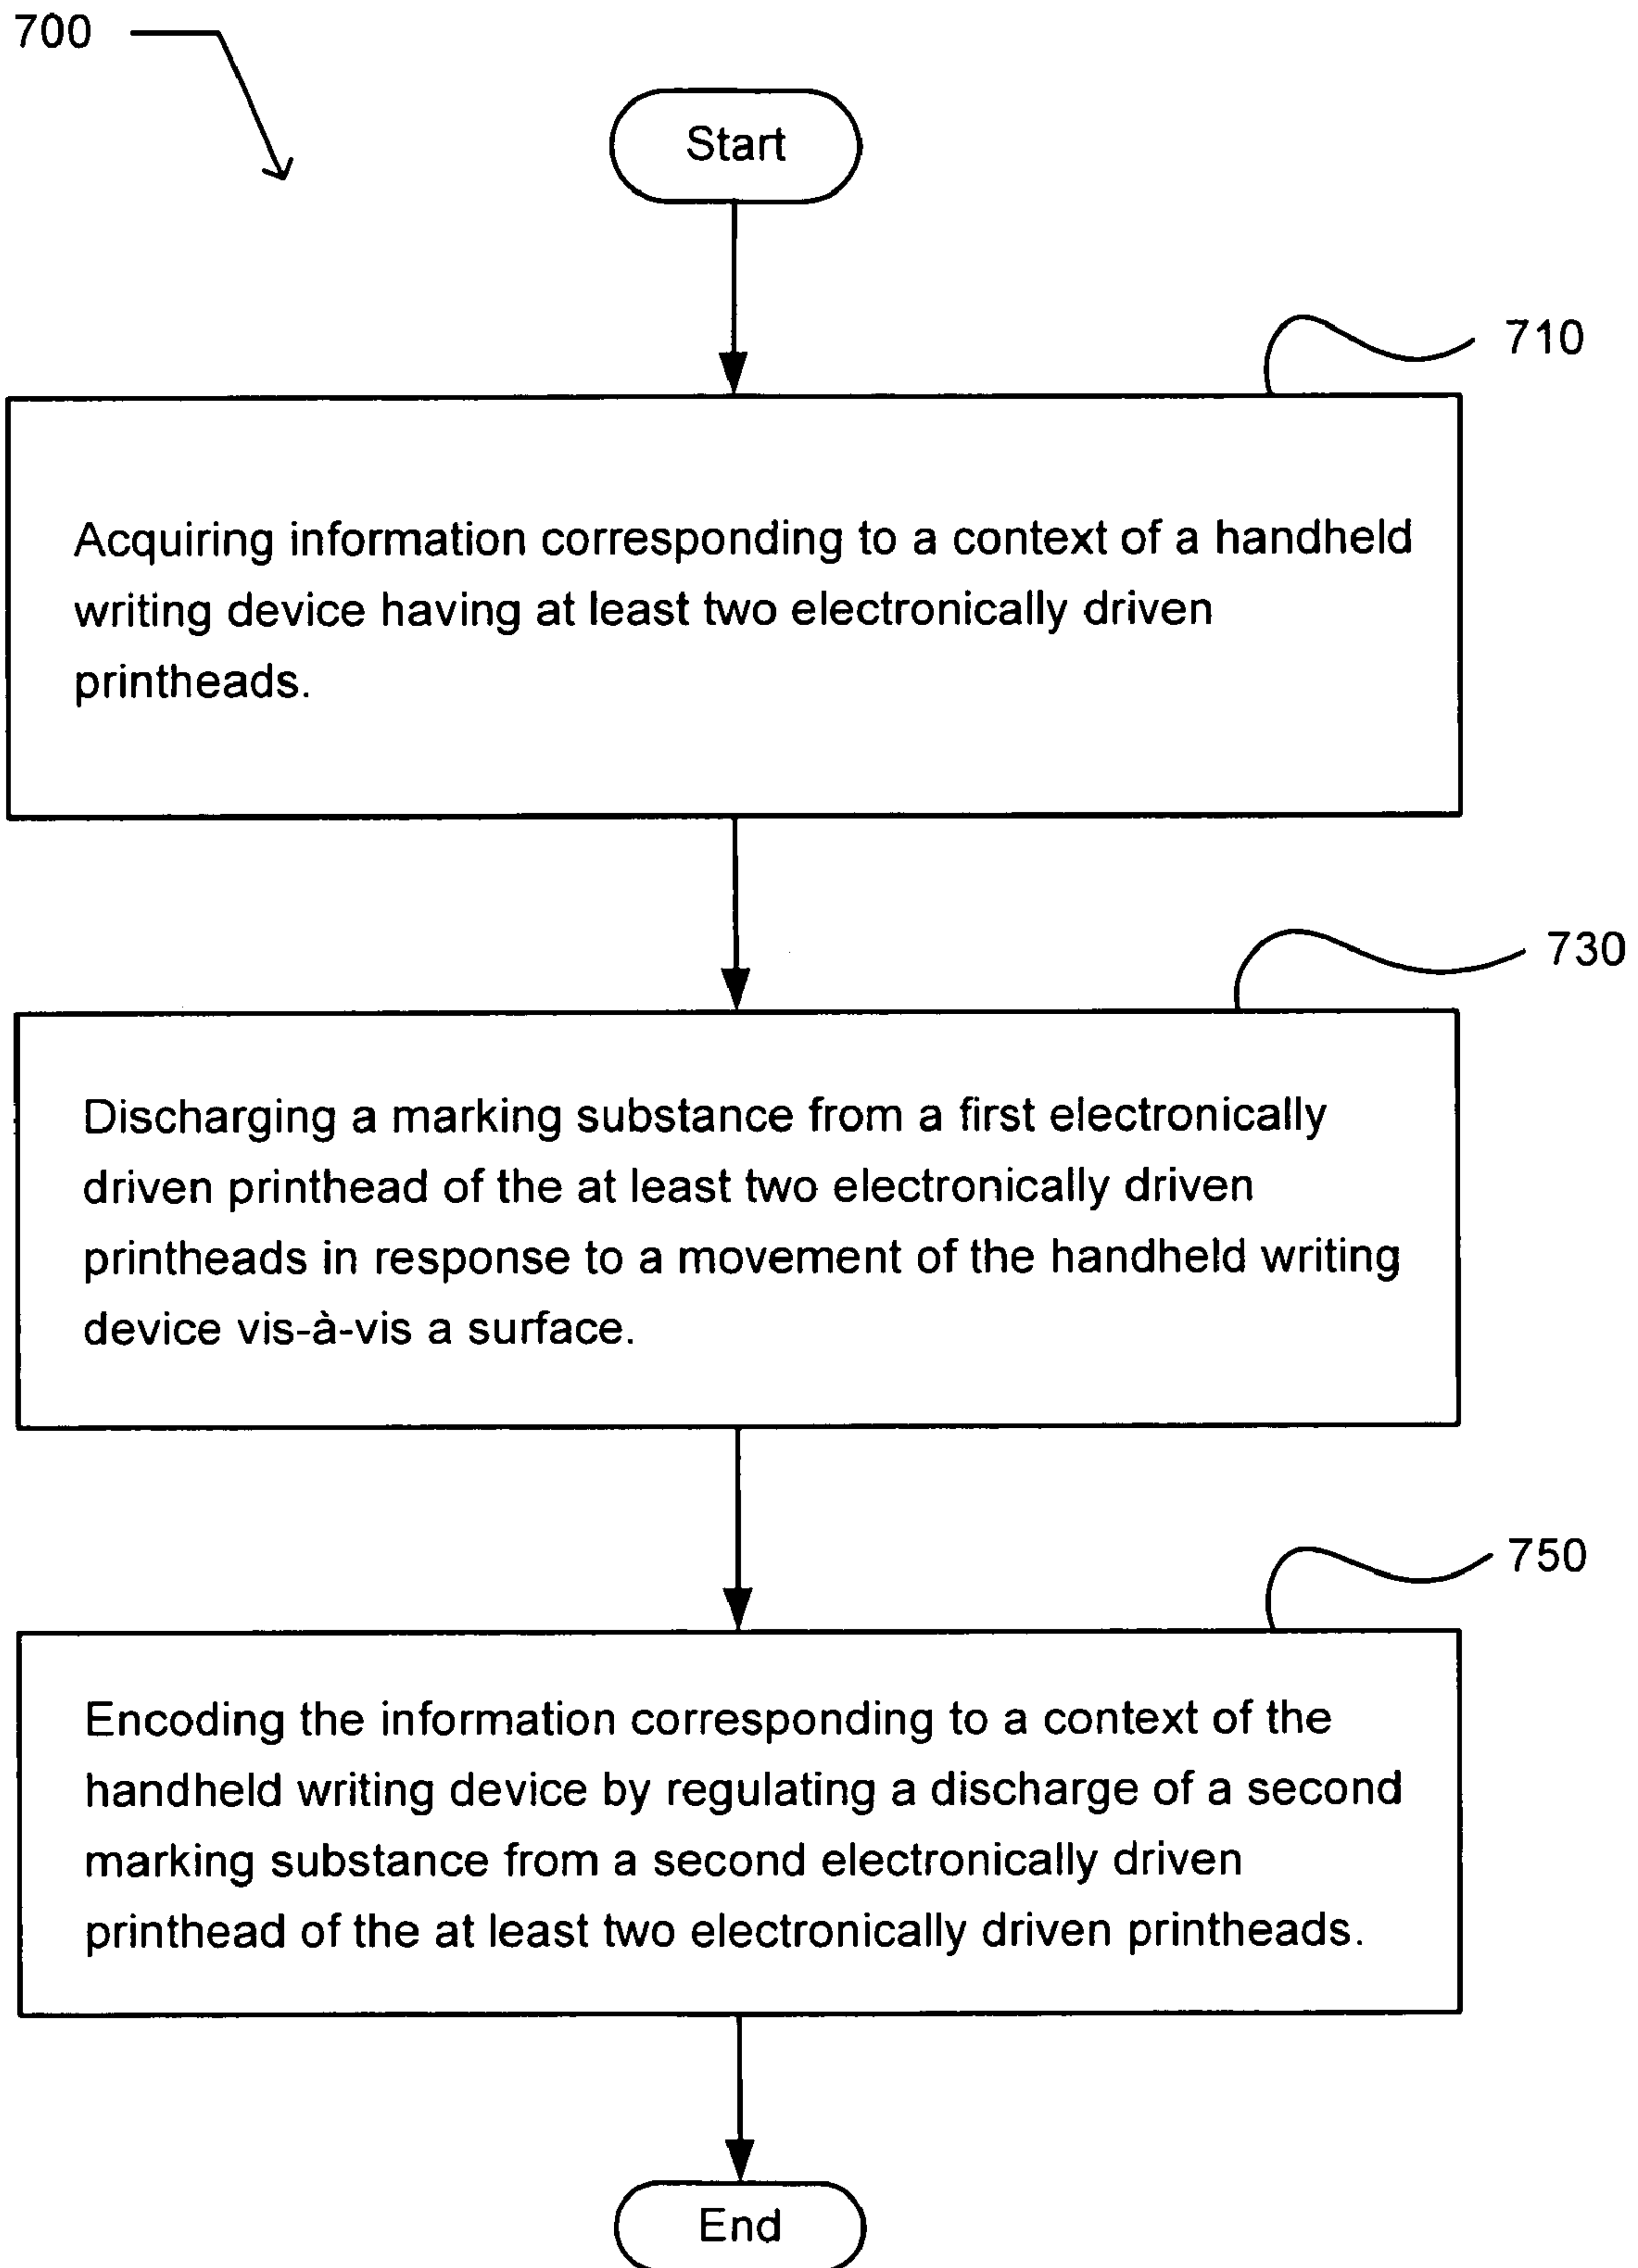 700
Start
710
Acquiring information corresponding to a context of a handheld
writing device having at least two electronically driven
printheads.
730
Discharging a marking substance from a first electronically
driven printhead of the at least two electronically driven
printheads in response to a movement of the handheld writing
device vis-à-vis a surface.
750
Encoding the information corresponding to a context of the
handheld writing device by regulating a discharge of a second
marking substance from a second electronically driven
printhead of the at least two electronically driven printheads.
End